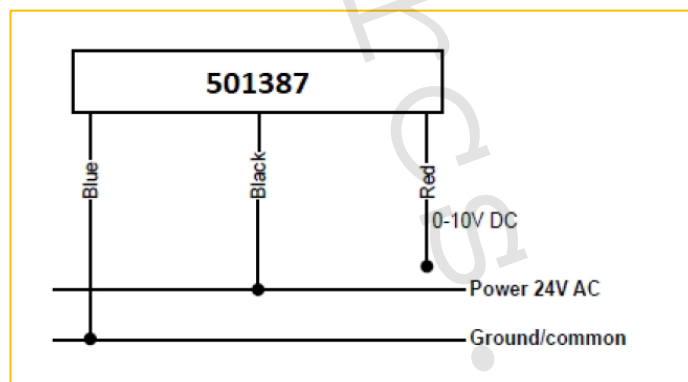 501387
Blue
Black
Red
0-10V DC
Power 24V AC
Ground/common